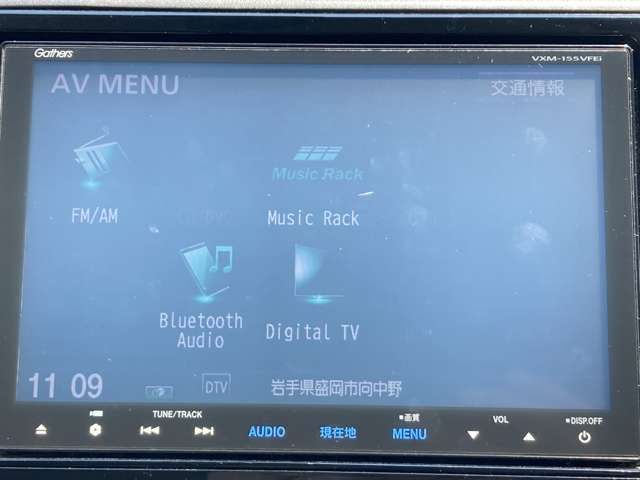 Gathers
VXM-155VFEi
AV MENU
交通情報
Music Rack
FM/AM
Music Rack
Bluetooth Audio
Digital TV
11 09
DTV
岩手県盛岡市向中野
TUNE/TRACK
AUDIO
現在地
画質
MENU
VOL
DISP.OFF